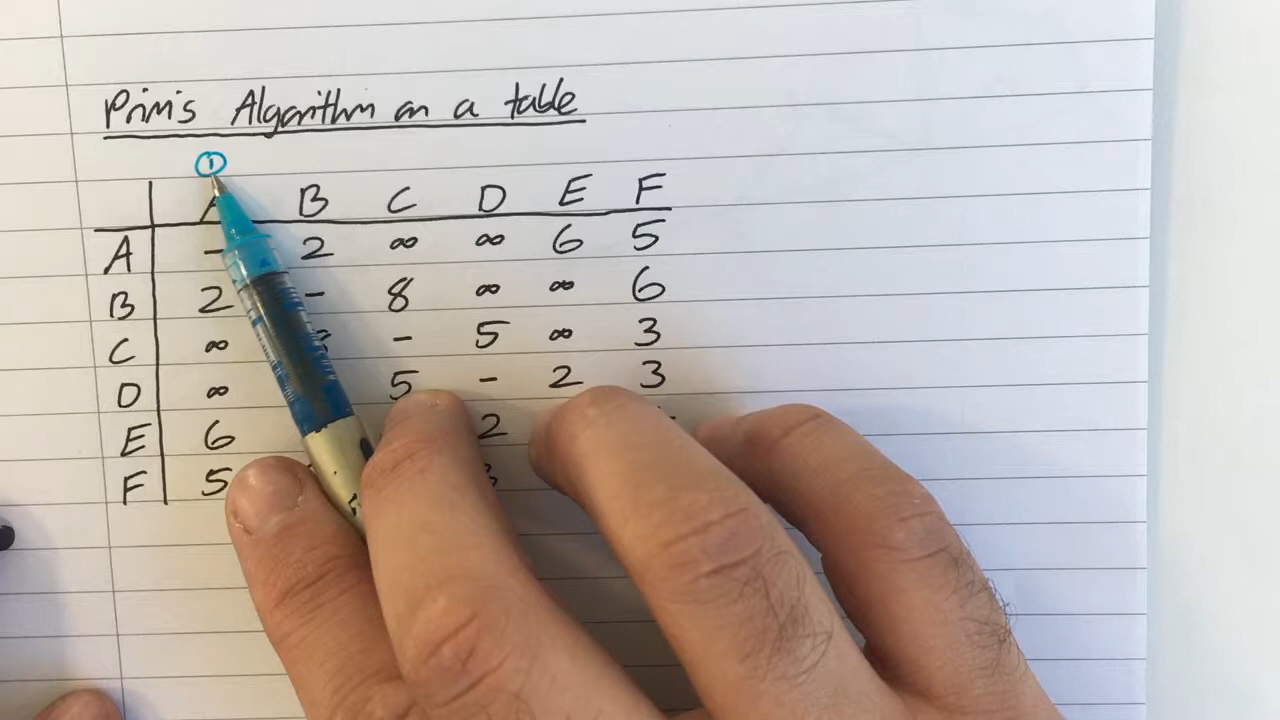 Prim's Algorithm on a table
①
B C D E F
A - 2 ∞ ∞ 6 5
B 2 - 8 ∞ ∞ 6
C ∞ - 5 ∞ 3
D ∞ 5 - 2 3
E 6 2
F 5